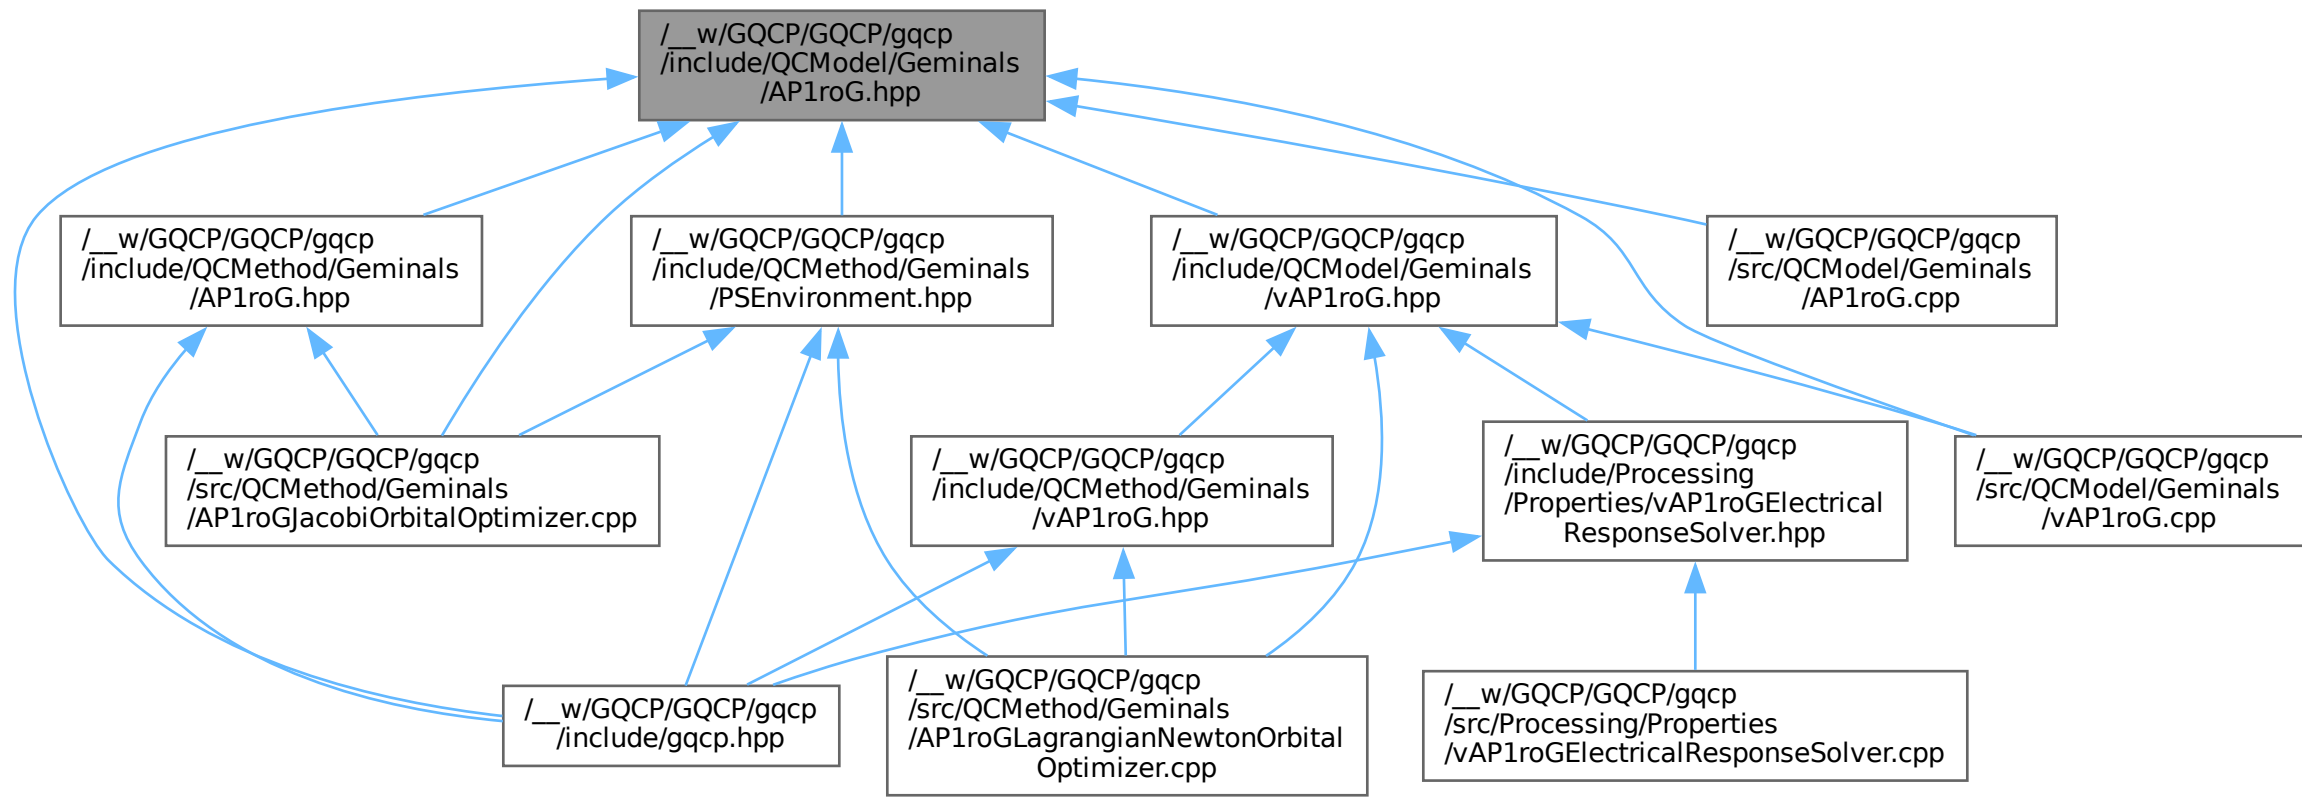 /__w/GQCP/GQCP/gqcp
/include/QCModel/Geminals
/AP1roG.hpp
/__w/GQCP/GQCP/gqcp
/include/QCMethod/Geminals
/AP1roG.hpp
/__w/GQCP/GQCP/gqcp
/include/QCMethod/Geminals
/PSEnvironment.hpp
/__w/GQCP/GQCP/gqcp
/include/QCModel/Geminals
/vAP1roG.hpp
/__w/GQCP/GQCP/gqcp
/src/QCModel/Geminals
/AP1roG.cpp
/__w/GQCP/GQCP/gqcp
/src/QCMethod/Geminals
/AP1roGJacobiOrbitalOptimizer.cpp
/__w/GQCP/GQCP/gqcp
/include/QCMethod/Geminals
/vAP1roG.hpp
/__w/GQCP/GQCP/gqcp
/include/Processing
/Properties/vAP1roGElectrical
ResponseSolver.hpp
/__w/GQCP/GQCP/gqcp
/src/QCModel/Geminals
/vAP1roG.cpp
/__w/GQCP/GQCP/gqcp
/include/gqcp.hpp
/__w/GQCP/GQCP/gqcp
/src/QCMethod/Geminals
/AP1roGLagrangianNewtonOrbital
Optimizer.cpp
/__w/GQCP/GQCP/gqcp
/src/Processing/Properties
/vAP1roGElectricalResponseSolver.cpp